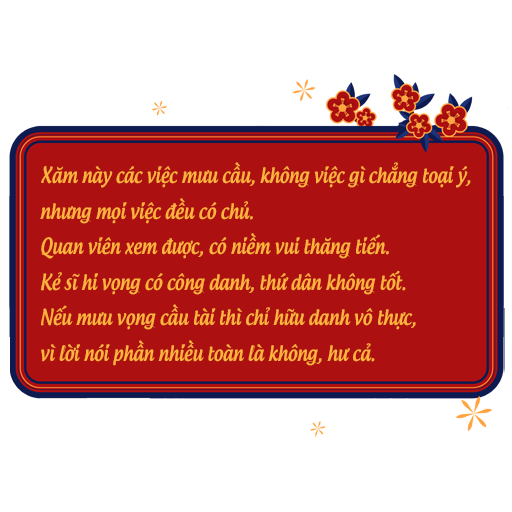 Xăm này các việc mưu cầu, không việc gì chẳng toại ý,
nhưng mọi việc đều có chủ.
Quan viên xem được, có niềm vui thăng tiến.
Kẻ sĩ hi vọng có công danh, thứ dân không tốt.
Nếu mưu vọng cầu tài thì chỉ hữu danh vô thực,
vì lời nói phần nhiều toàn là không, hư cả.